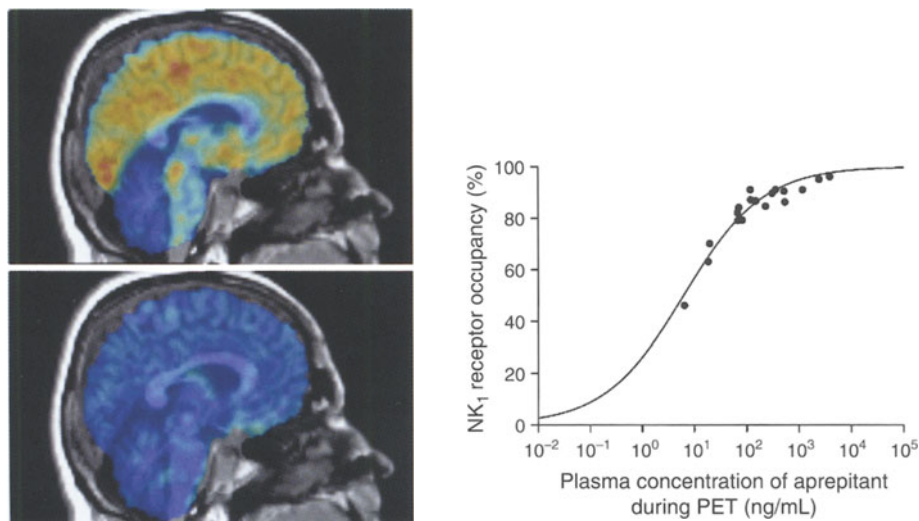 NK₁ receptor occupancy (%)
100
80
60
40
20
0
10⁻² 10⁻¹ 10⁰ 10¹ 10² 10³ 10⁴ 10⁵
Plasma concentration of aprepitant
during PET (ng/mL)